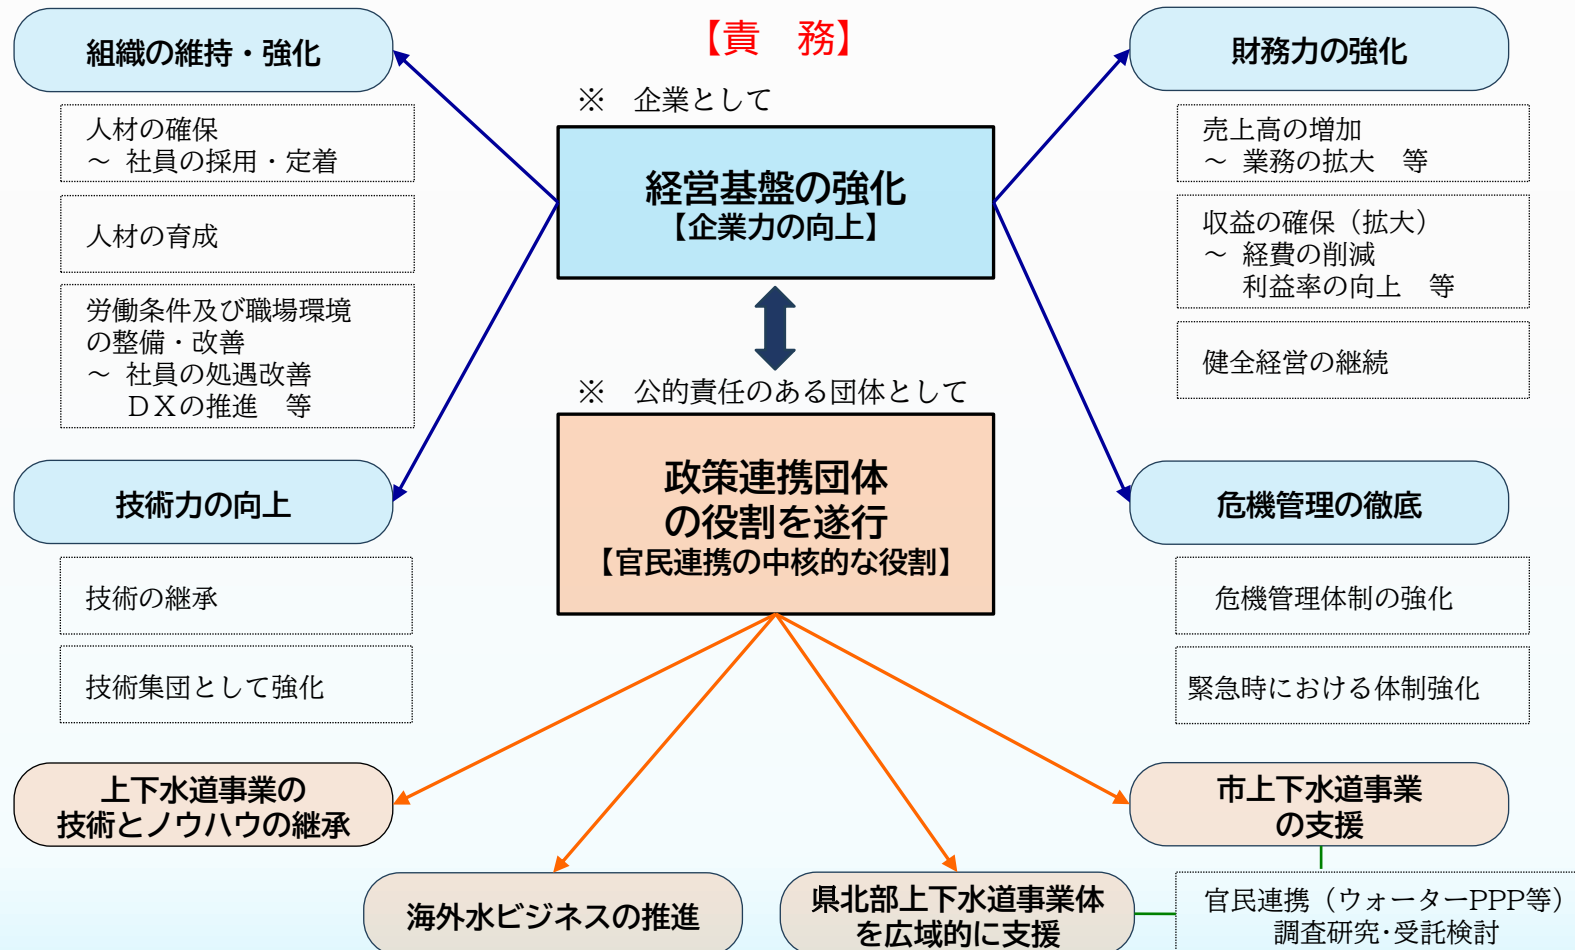 【責　務】
組織の維持・強化
人材の確保
～ 社員の採用・定着
人材の育成
労働条件及び職場環境
の整備・改善
～ 社員の処遇改善
ＤＸの推進　等
技術力の向上
技術の継承
技術集団として強化
※　企業として
経営基盤の強化
【企業力の向上】
※　公的責任のある団体として
政策連携団体
の役割を遂行
【官民連携の中核的な役割】
財務力の強化
売上高の増加
～ 業務の拡大　等
収益の確保（拡大）
～ 経費の削減
利益率の向上　等
健全経営の継続
危機管理の徹底
危機管理体制の強化
緊急時における体制強化
上下水道事業の
技術とノウハウの継承
海外水ビジネスの推進
県北部上下水道事業体
を広域的に支援
市上下水道事業
の支援
官民連携（ウォーターPPP等）
調査研究･受託検討